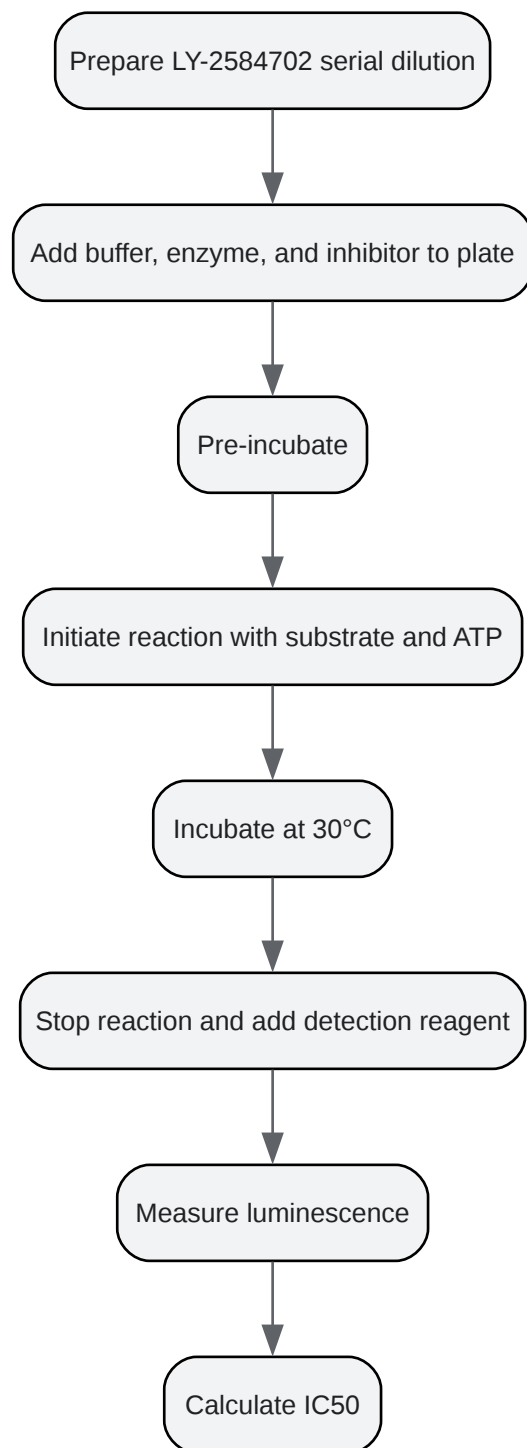 Prepare LY-2584702 serial dilution
Add buffer, enzyme, and inhibitor to plate
Pre-incubate
Initiate reaction with substrate and ATP
Incubate at 30°C
Stop reaction and add detection reagent
Measure luminescence
Calculate IC50